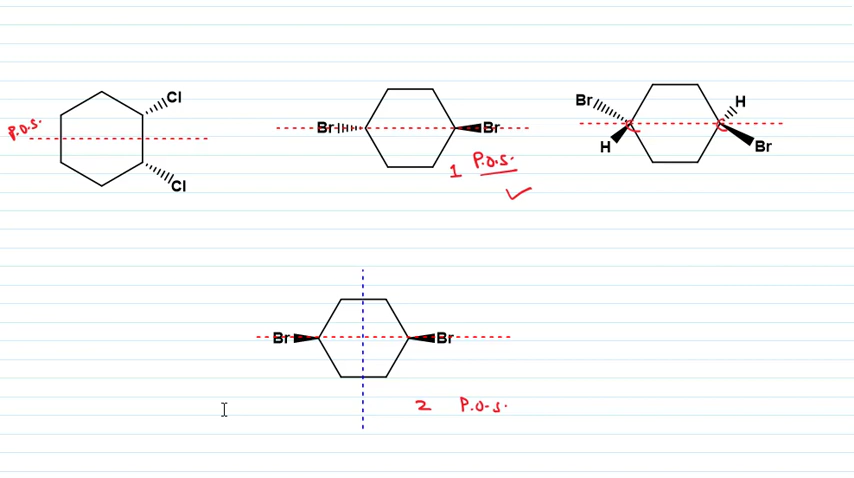 Cl
P.O.S.
Cl
Br Br
1 P.O.S.
Br H
H Br
Br Br
2 P.O.S.